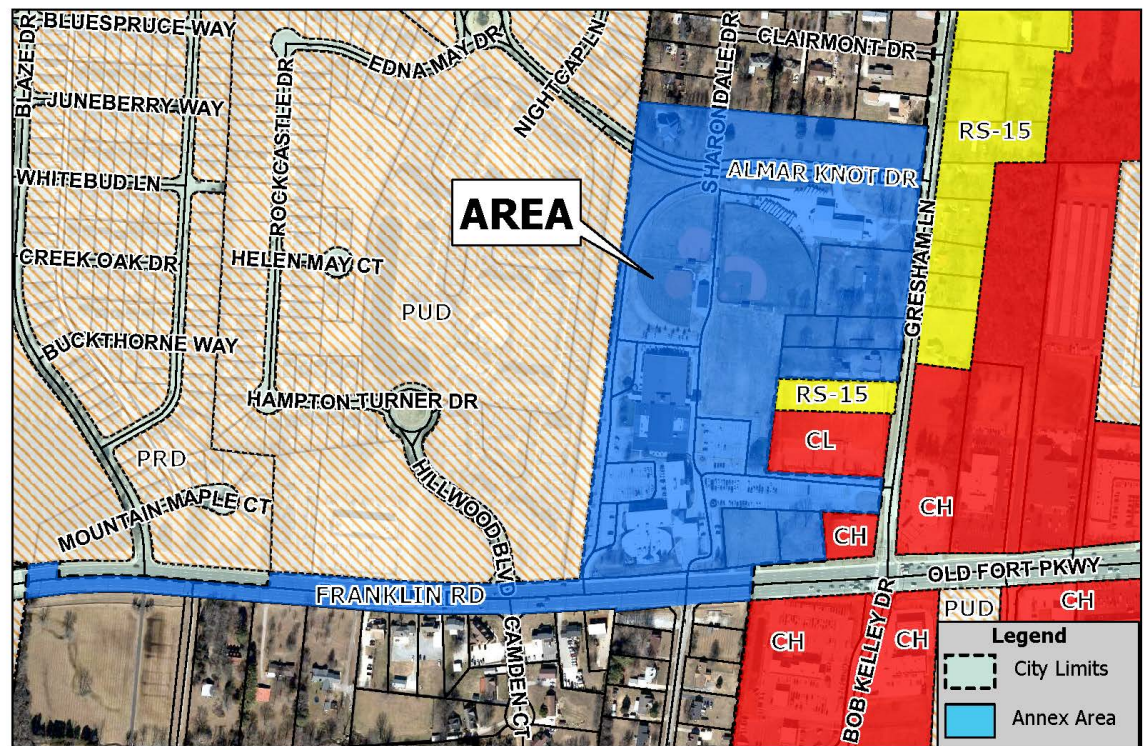 BLUESPRUCE WAY
BLAZE DR
JUNEBERRY WAY
WHITEBUD LN
CREEK OAK DR
BUCKTHORNE WAY
PRD
MOUNTAIN MAPLE CT
ROCKCASTLE DR
EDNA MAY DR
NIGHTCAP LN
HELEN MAY CT
PUD
HAMPTON TURNER DR
HILLWOOD BLVD
CAMDEN CT
FRANKLIN RD
AREA
SHARONDALE DR
CLAIRMONT DR
ALMAR KNOT DR
GRESHAM LN
RS-15
RS-15
CL
CH
CH
OLD FORT PKWY
BOB KELLEY DR
CH
CH
PUD
CH
Legend
City Limits
Annex Area